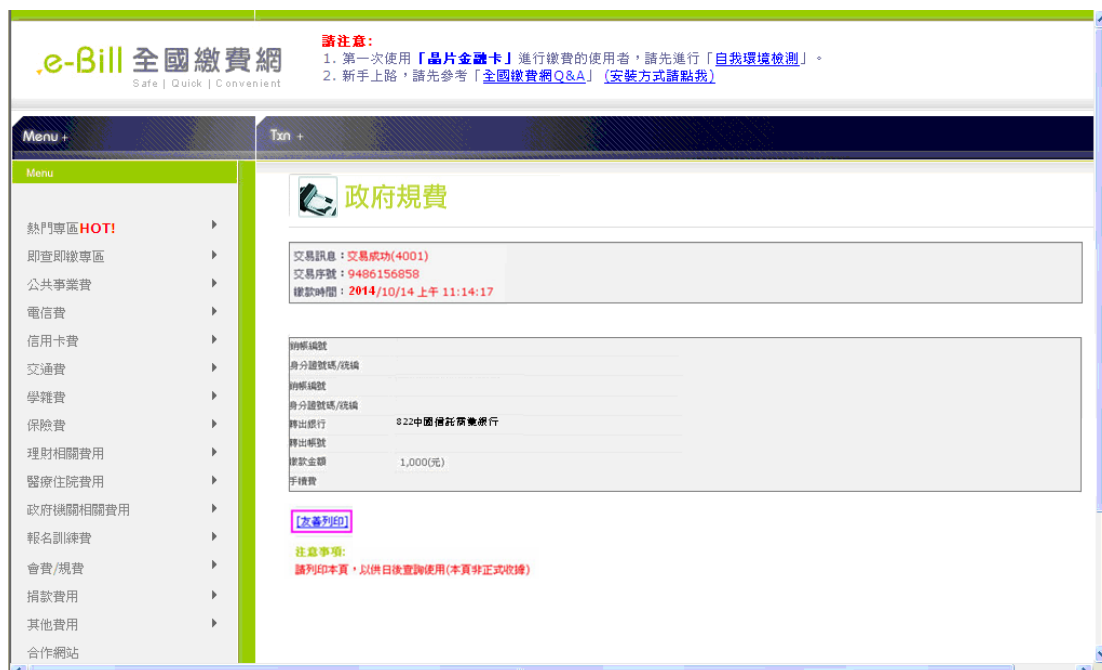 e-Bill 全國繳費網
Safe | Quick | Convenient
請注意:
1. 第一次使用「晶片金融卡」進行繳費的使用者，請先進行「自我環境檢測」。
2. 新手上路，請先參考「全國繳費網Q&A」 (安裝方式請點我)
Menu +
Txn +
Menu
熱門專區HOT!
即查即繳專區
公共事業費
電信費
信用卡費
交通費
學雜費
保險費
理財相關費用
醫療住院費用
政府機關相關費用
報名訓練費
會費/規費
捐款費用
其他費用
合作網站
政府規費
交易訊息：交易成功(4001)
交易序號：9486156858
繳款時間：2014/10/14 上午 11:14:17
銷帳編號
身分證號碼/統編
銷帳編號
身分證號碼/統編
轉出銀行 822中國信託商業銀行
轉出帳號
繳款金額 1,000(元)
手續費
[友善列印]
注意事項:
請列印本頁，以供日後查詢使用(本頁非正式收據)